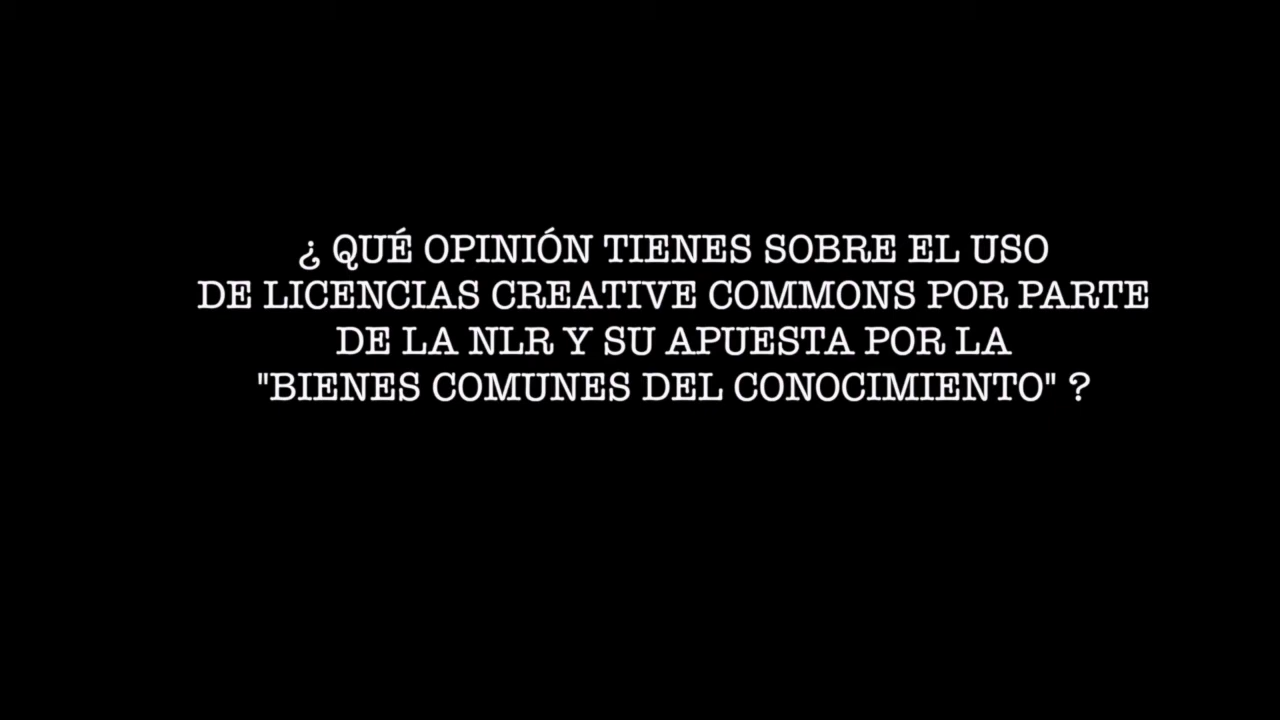 ¿ QUÉ OPINIÓN TIENES SOBRE EL USO
DE LICENCIAS CREATIVE COMMONS POR PARTE
DE LA NLR Y SU APUESTA POR LA
"BIENES COMUNES DEL CONOCIMIENTO" ?